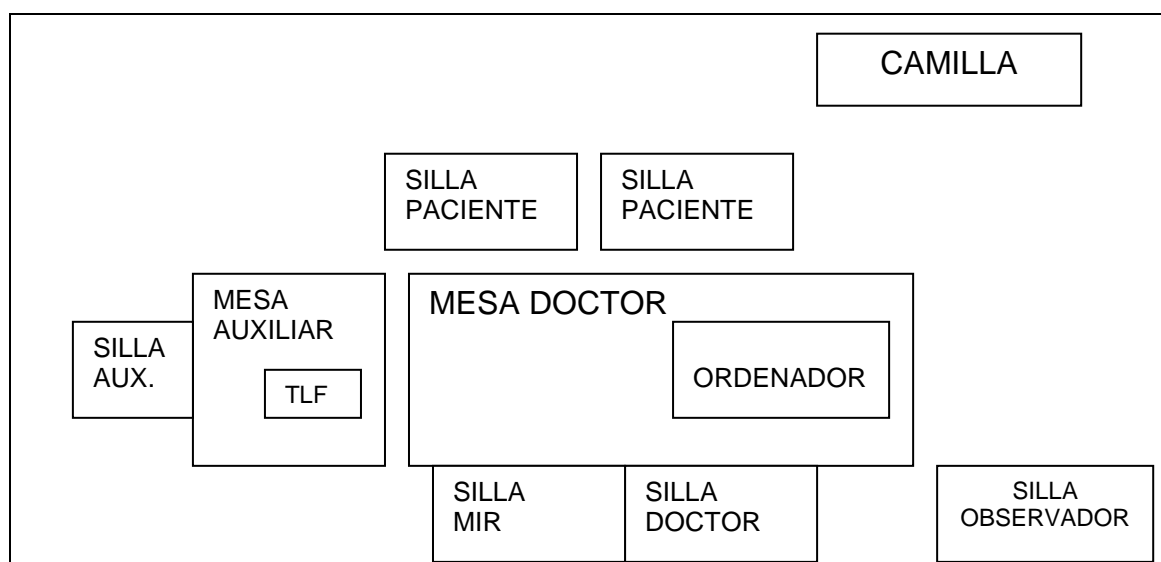 CAMILLA
SILLA
PACIENTE
SILLA
PACIENTE
MESA
AUXILIAR
MESA DOCTOR
SILLA
AUX.
TLF
ORDENADOR
SILLA
MIR
SILLA
DOCTOR
SILLA
OBSERVADOR